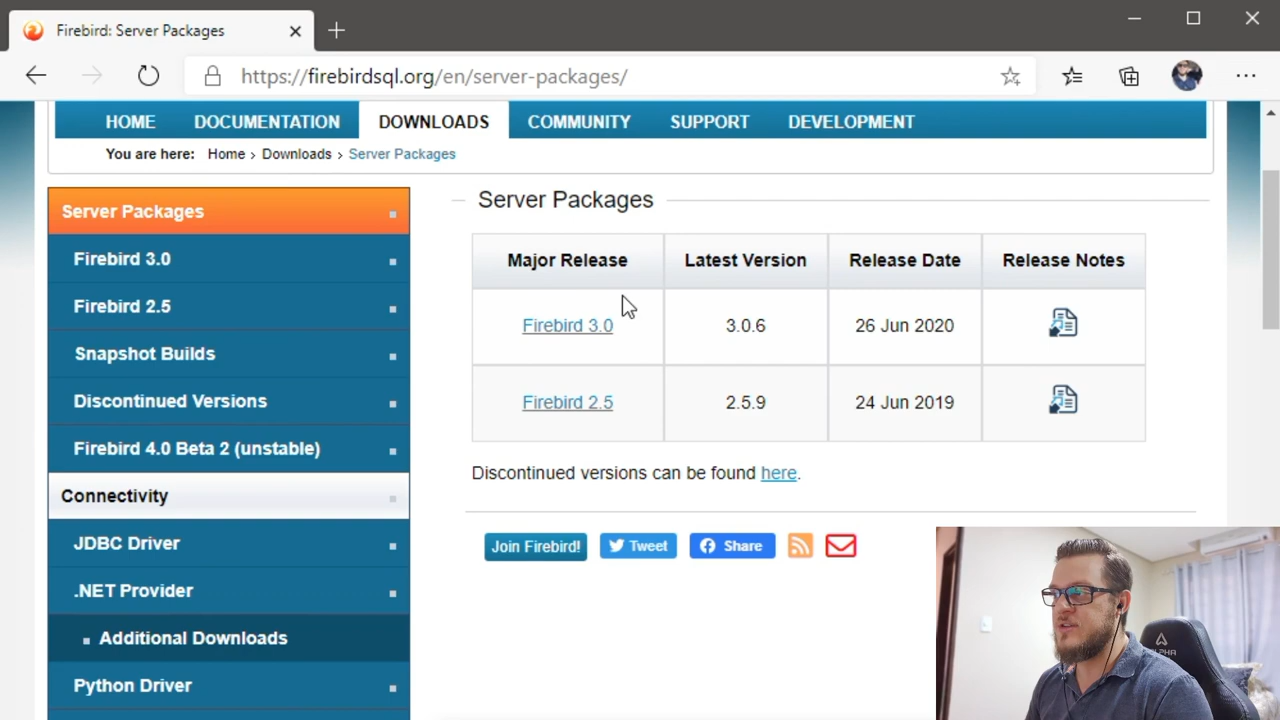 Firebird: Server Packages
https://firebirdsql.org/en/server-packages/
HOME DOCUMENTATION DOWNLOADS COMMUNITY SUPPORT DEVELOPMENT
You are here: Home › Downloads › Server Packages
Server Packages
Firebird 3.0
Firebird 2.5
Snapshot Builds
Discontinued Versions
Firebird 4.0 Beta 2 (unstable)
Connectivity
JDBC Driver
.NET Provider
Additional Downloads
Python Driver
Server Packages
Major Release Latest Version Release Date Release Notes
Firebird 3.0 3.0.6 26 Jun 2020
Firebird 2.5 2.5.9 24 Jun 2019
Discontinued versions can be found here.
Join Firebird! Tweet Share
ALPHA